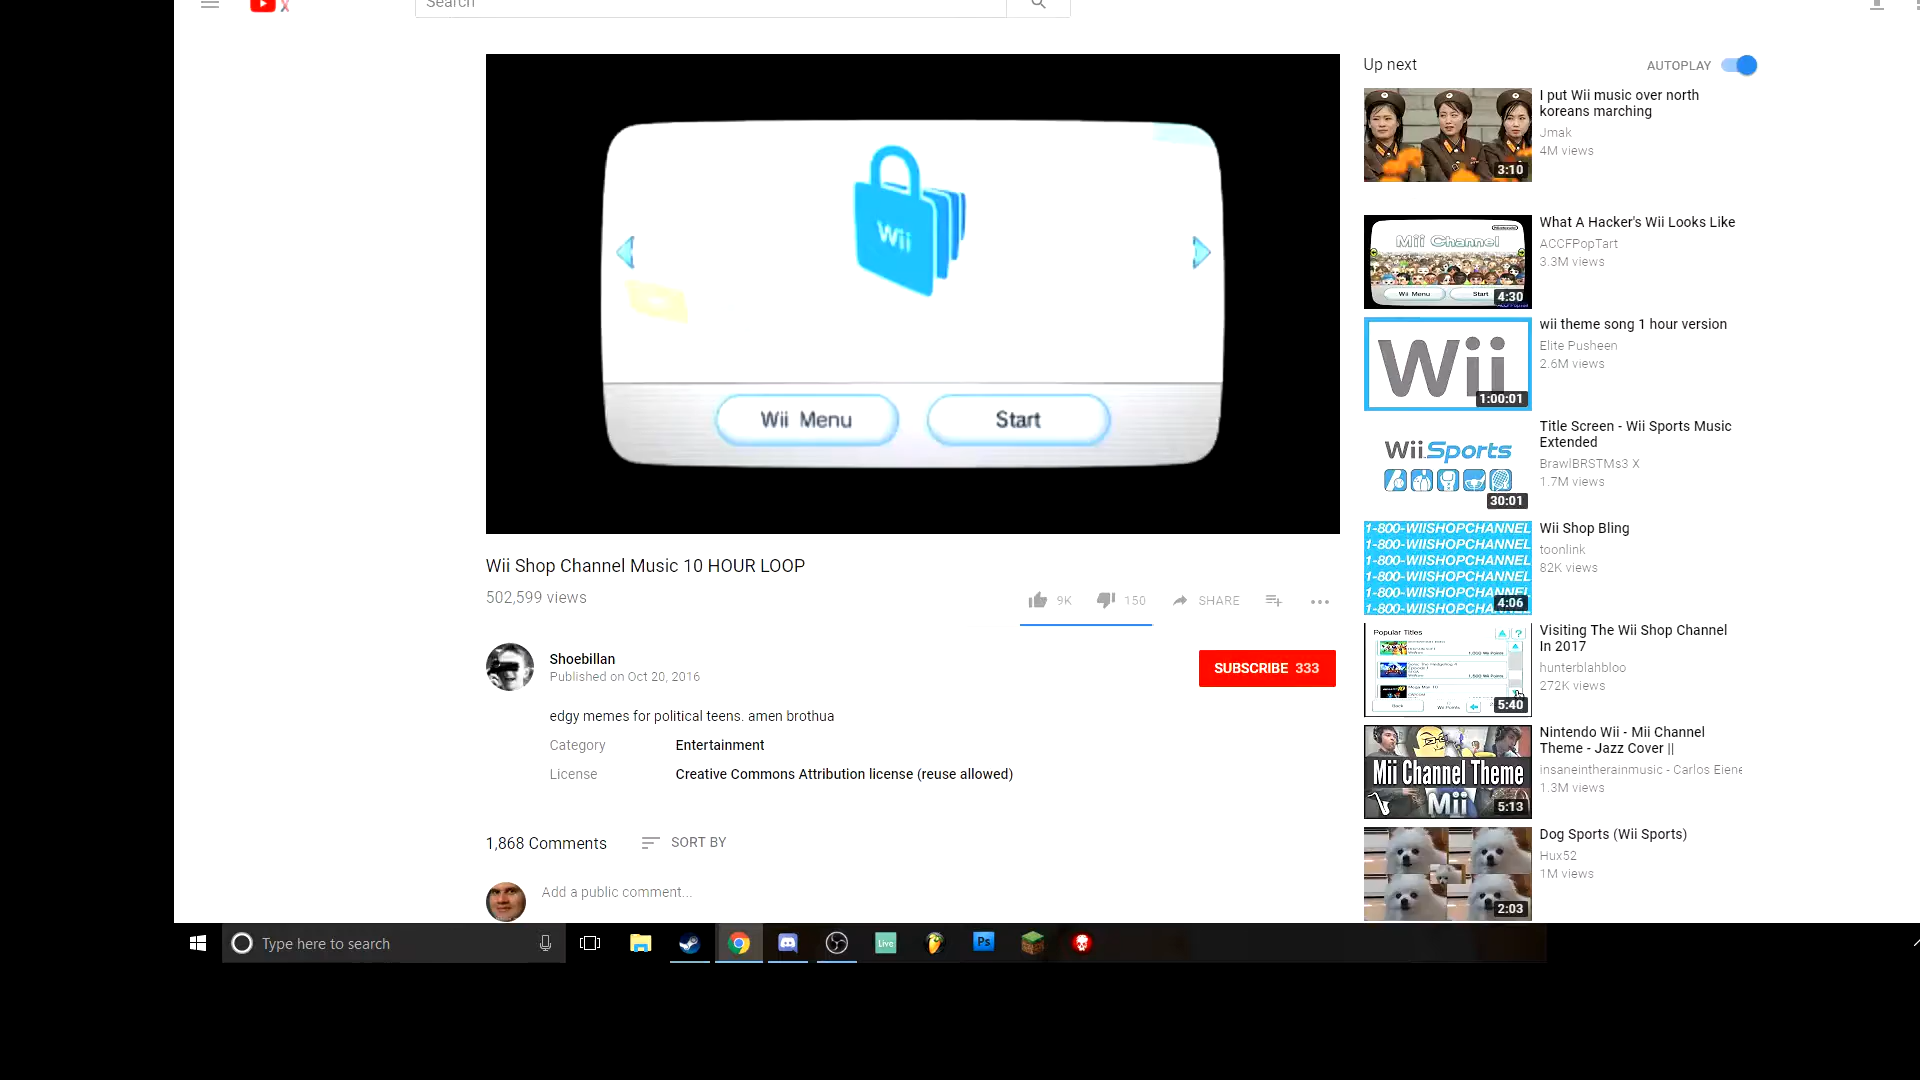 Search
Wii
Wii Menu
Start
Wii Shop Channel Music 10 HOUR LOOP
502,599 views
9K
150
SHARE
Shoebillan
Published on Oct 20, 2016
SUBSCRIBE 333
edgy memes for political teens. amen brothua
Category
Entertainment
License
Creative Commons Attribution license (reuse allowed)
1,868 Comments
SORT BY
Add a public comment...
Up next
AUTOPLAY
3:10
I put Wii music over north
koreans marching
Jmak
4M views
Mii Channel
Wii Menu
Start
4:30
What A Hacker's Wii Looks Like
ACCFPopTart
3.3M views
Wii
1:00:01
wii theme song 1 hour version
Elite Pusheen
2.6M views
Wii Sports
30:01
Title Screen - Wii Sports Music
Extended
BrawlBRSTMs3 X
1.7M views
1-800-WIISHOPCHANNEL
1-800-WIISHOPCHANNEL
1-800-WIISHOPCHANNEL
1-800-WIISHOPCHANNEL
1-800-WIISHOPCHANNEL
1-800-WIISHOPCHA
4:06
Wii Shop Bling
toonlink
82K views
Popular Titles
?
Back
5:40
Visiting The Wii Shop Channel
In 2017
hunterblahbloo
272K views
Mii Channel Theme
Mii
5:13
Nintendo Wii - Mii Channel
Theme - Jazz Cover ||
insaneintherainmusic - Carlos Eiene
1.3M views
2:03
Dog Sports (Wii Sports)
Hux52
1M views
Type here to search
Live
Ps